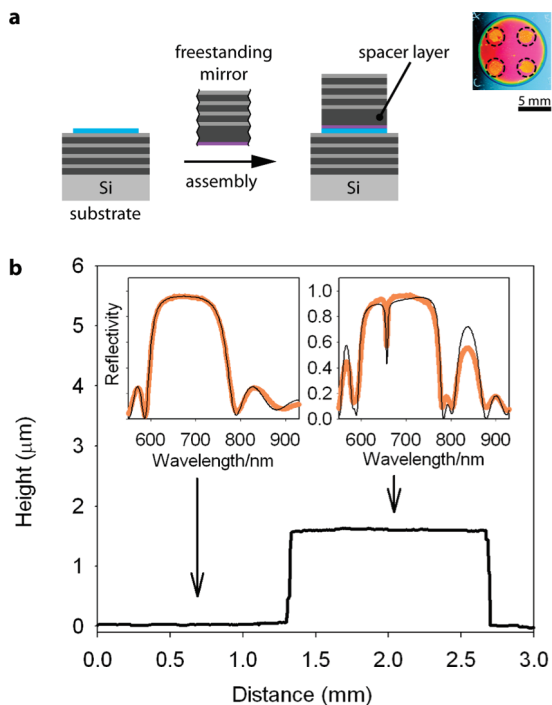 a
freestanding
mirror
spacer layer
5 mm
assembly
Si
substrate
b
6
5
4
3
2
1
0
Height (μm)
Reflectivity
1.0
0.8
0.6
0.4
0.2
0.0
600 700 800 900
Wavelength/nm
600 700 800 900
Wavelength/nm
0.0 0.5 1.0 1.5 2.0 2.5 3.0
Distance (mm)